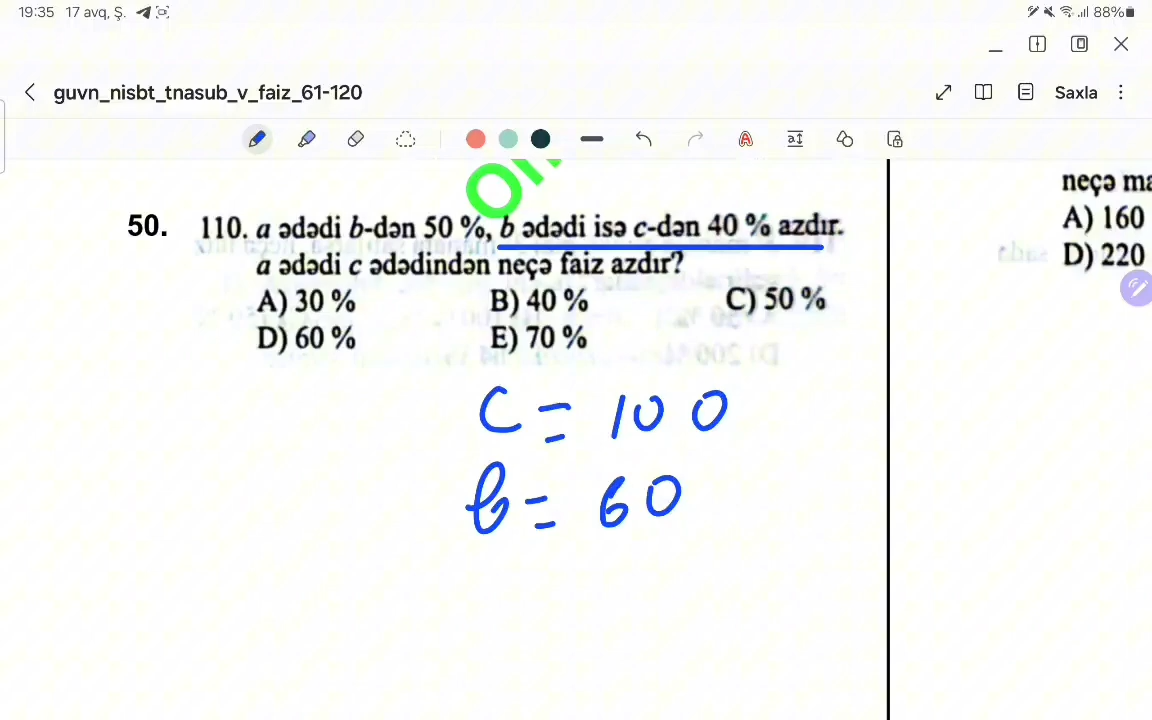 19:35 17 avq, Ş. 88%
guvn_nisbt_tnasub_v_faiz_61-120
Saxla
50. 110. a ədədi b-dən 50 %, b ədədi isə c-dən 40 % azdır.
a ədədi c ədədindən neçə faiz azdır?
A) 30 % B) 40 % C) 50 %
D) 60 % E) 70 %
c = 100
b = 60
neçə
A) 160
D) 220